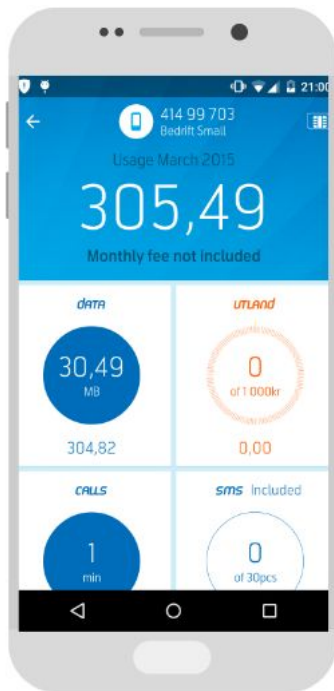 21:00
414 99 703
Bedrift Small
Usage March 2015
305,49
Monthly fee not included
DATA
30,49
MB
304,82
UTLAND
0
of 1 000kr
0,00
CALLS
1
min
SMS Included
0
of 30pcs